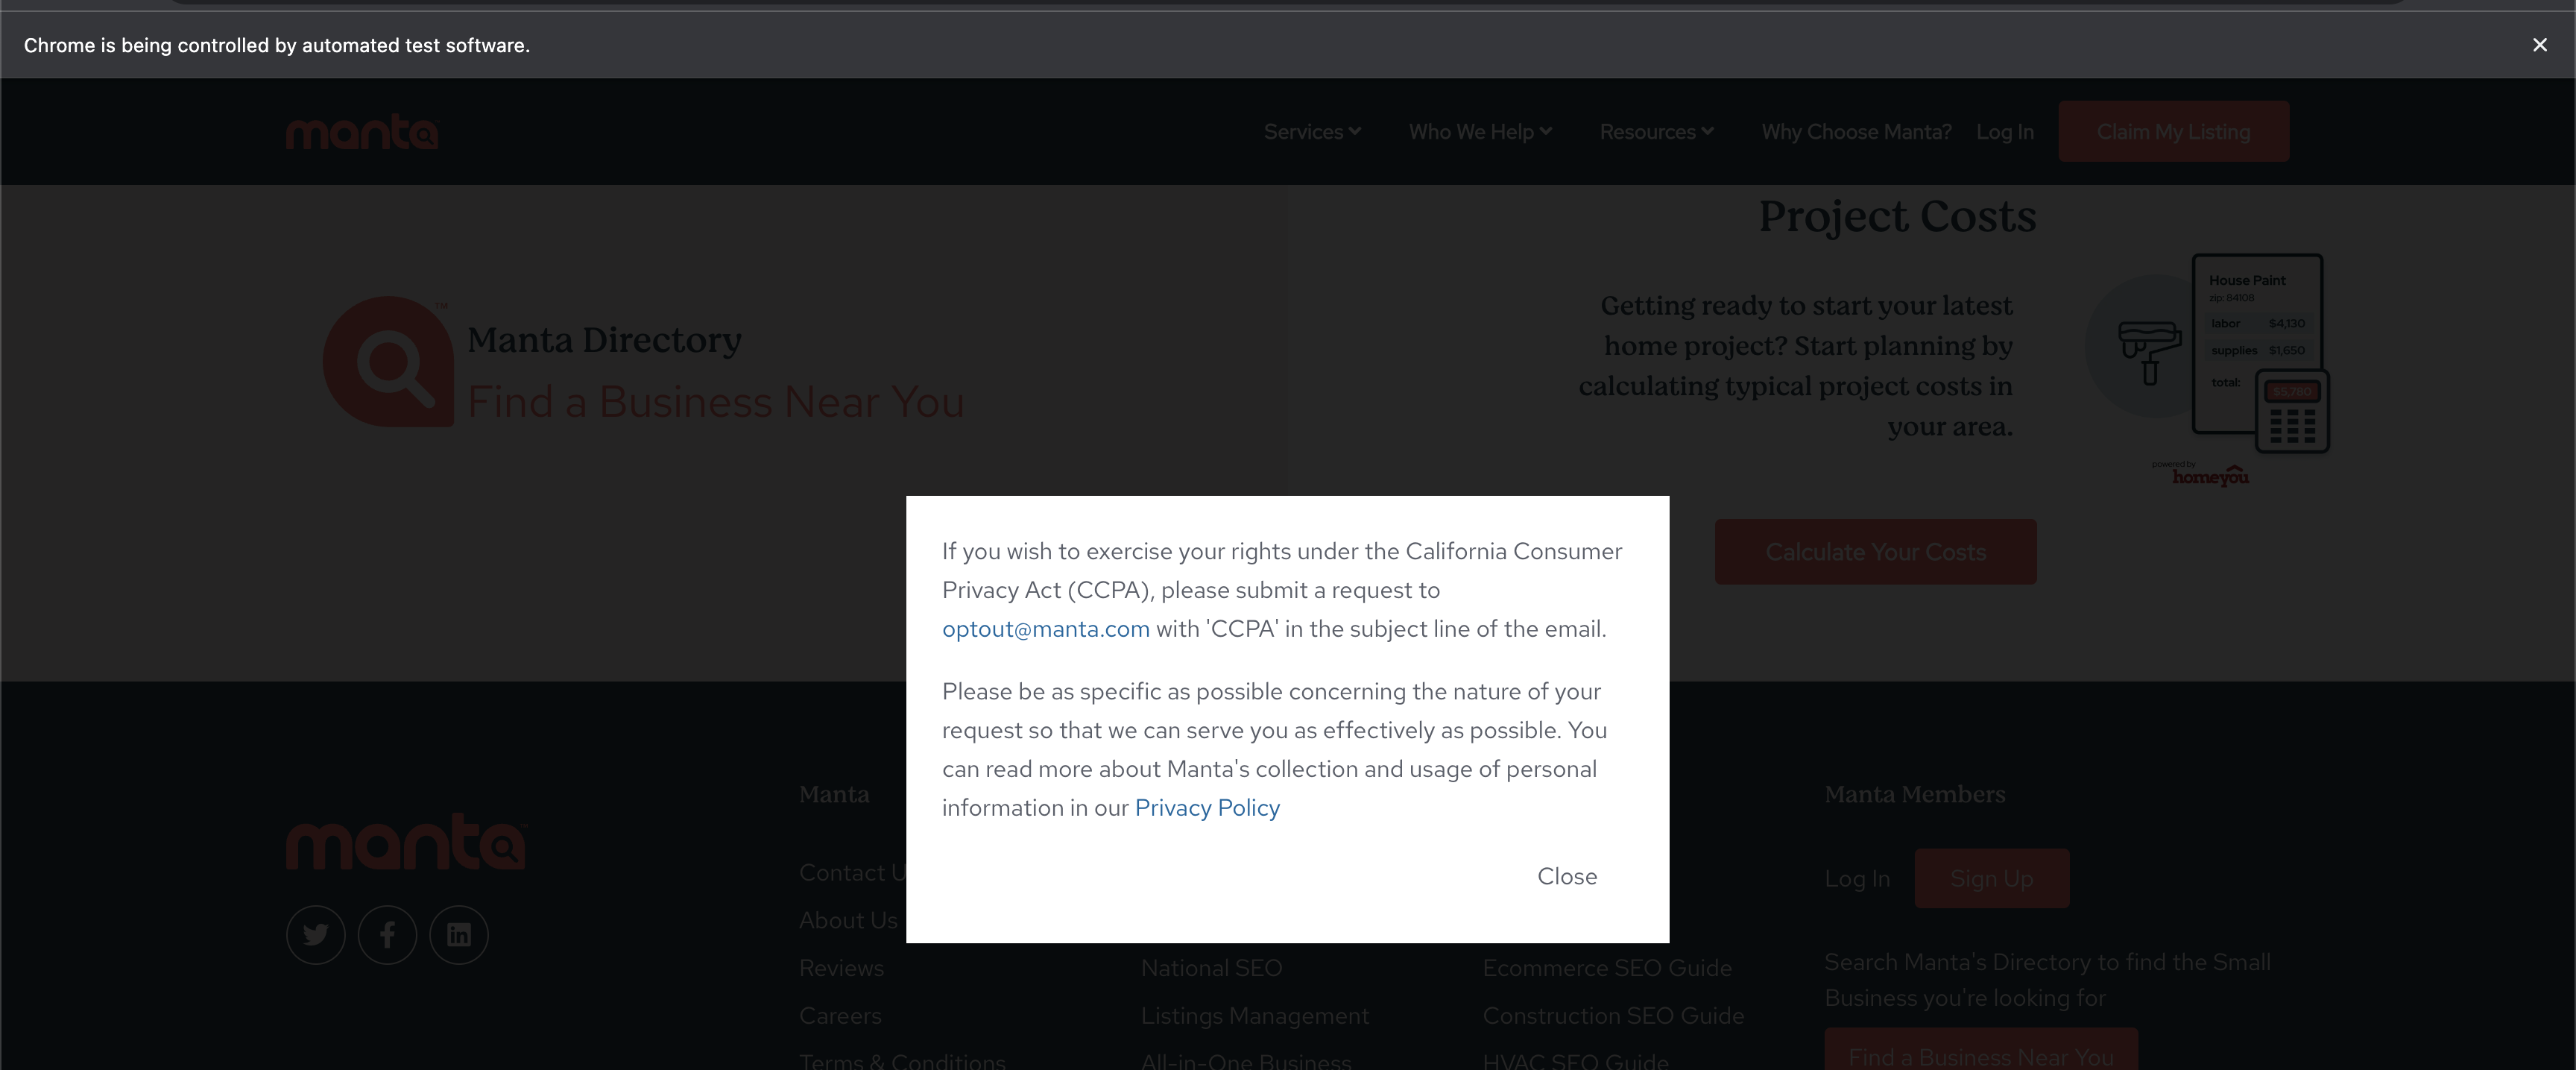 Chrome is being controlled by automated test software.
manta
Services
Who We Help
Resources
Why Choose Manta?
Log In
Claim My Listing
Project Costs
Manta Directory
Find a Business Near You
TM
Getting ready to start your latest
home project? Start planning by
calculating typical project costs in
your area.
House Paint
zip: 84108
labor $4,130
supplies $1,650
total:
$5,780
powered by
homeyou
Calculate Your Costs
If you wish to exercise your rights under the California Consumer
Privacy Act (CCPA), please submit a request to
optout@manta.com with 'CCPA' in the subject line of the email.
Please be as specific as possible concerning the nature of your
request so that we can serve you as effectively as possible. You
can read more about Manta's collection and usage of personal
information in our Privacy Policy
Close
manta
Manta
Contact U
About Us
Reviews
Careers
Terms & Conditions
National SEO
Listings Management
All-in-One Business
Ecommerce SEO Guide
Construction SEO Guide
HVAC SEO Guide
Manta Members
Log In
Sign Up
Search Manta's Directory to find the Small
Business you're looking for
Find a Business Near You